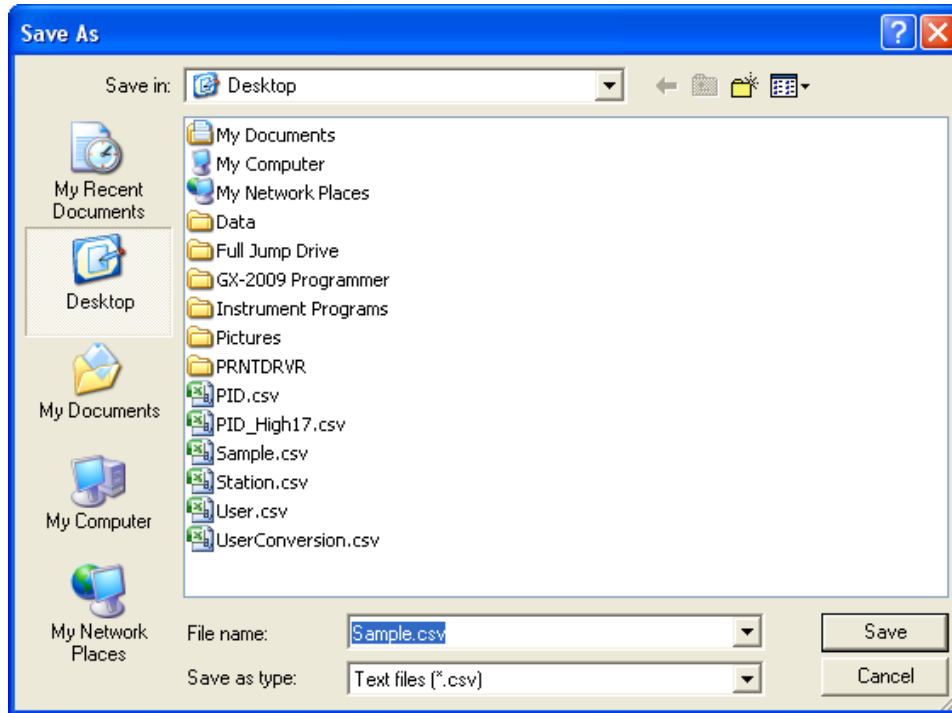 Save As
Save in:
Desktop
My Recent
Documents
Desktop
My Documents
My Computer
My Network
Places
My Documents
My Computer
My Network Places
Data
Full Jump Drive
GX-2009 Programmer
Instrument Programs
Pictures
PRNTDRVR
PID.csv
PID_High17.csv
Sample.csv
Station.csv
User.csv
UserConversion.csv
File name:
Sample.csv
Save
Save as type:
Text files (*.csv)
Cancel